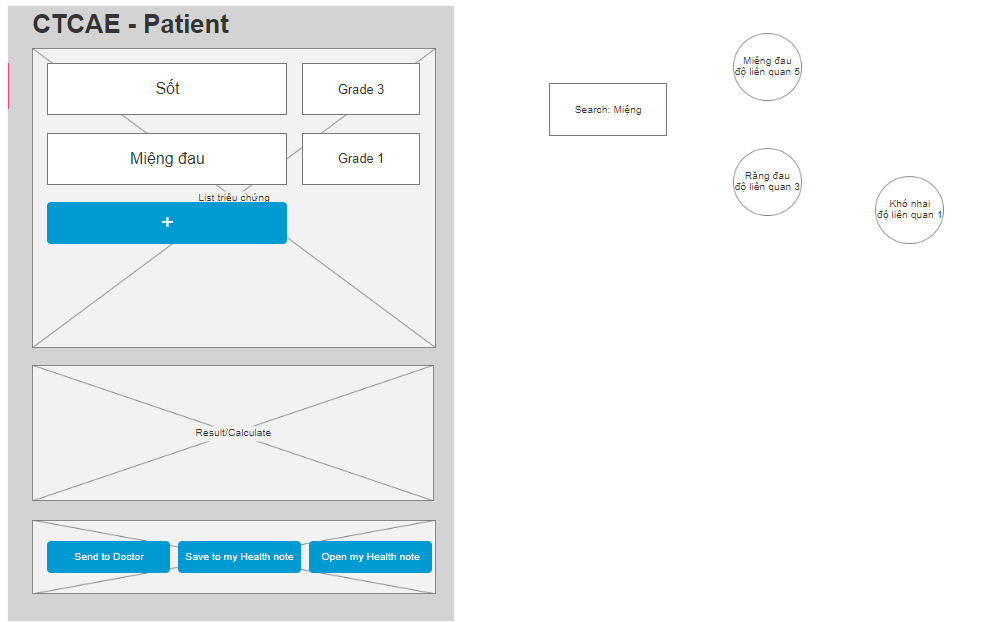 CTCAE - Patient
Sốt
Grade 3
Miệng đau
Grade 1
List triệu chứng
+
Result/Calculate
Send to Doctor
Save to my Health note
Open my Health note
Search: Miệng
Miệng đau
độ liên quan 5
Răng đau
độ liên quan 3
Khó nhai
độ liên quan 1